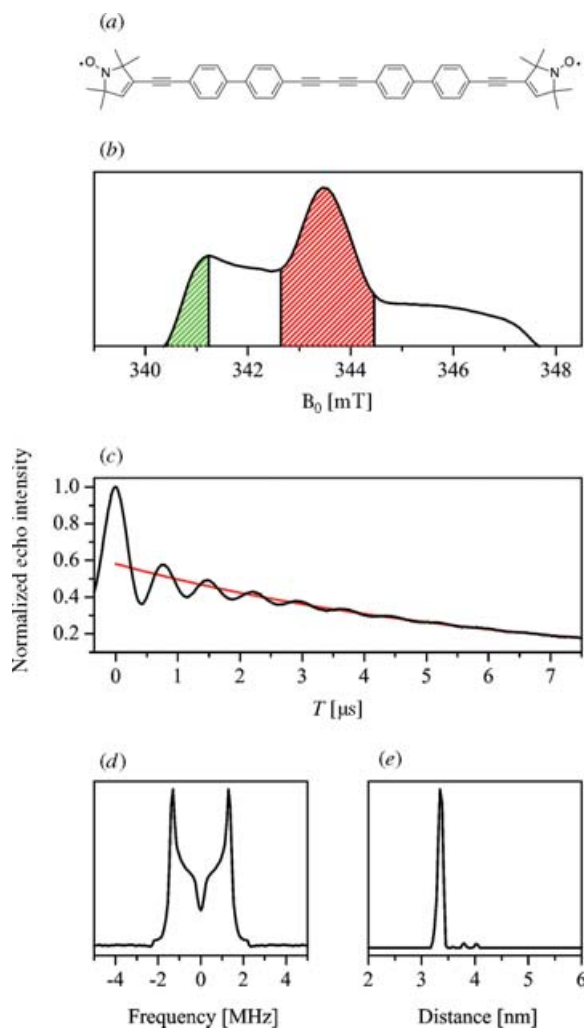 (a)
•O N N O•
(b)
340 342 344 346 348
B₀ [mT]
(c)
Normalized echo intensity
1.0
0.8
0.6
0.4
0.2
0 1 2 3 4 5 6 7
T [μs]
(d) (e)
-4 -2 0 2 4 2 3 4 5 6
Frequency [MHz] Distance [nm]